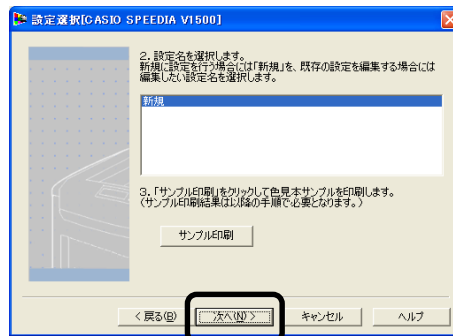 設定選択[CASIO SPEEDIA V1500]
2. 設定名を選択します。
新規に設定を行う場合には「新規」を、既存の設定を編集する場合には
編集したい設定名を選択します。
新規
3. 「サンプル印刷」をクリックして色見本サンプルを印刷します。
(サンプル印刷結果は以降の手順で必要となります。)
サンプル印刷
< 戻る(B)
次へ(N) >
キャンセル
ヘルプ